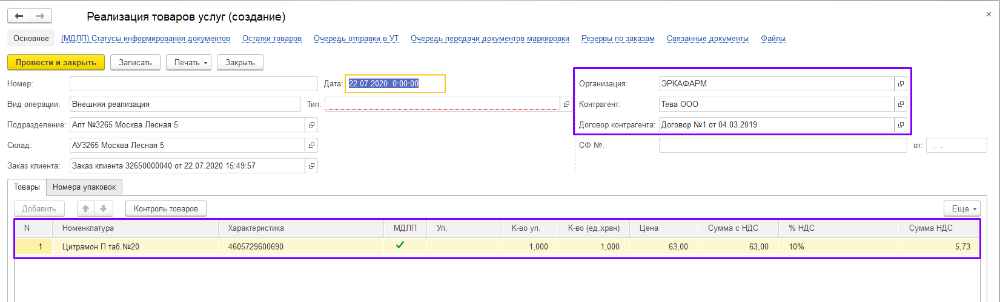 Реализация товаров услуг (создание)
Основное (МДЛП) Статусы информирования документов Остатки товаров Очередь отправки в УТ Очередь передачи документов маркировки Резервы по заказам Связанные документы Файлы
Провести и закрыть Записать Печать Закрыть
Номер: Дата: 22.07.2020 0:00:00 Организация: ЭРКАФАРМ
Вид операции: Внешняя реализация Тип: Контрагент: Тева ООО
Подразделение: Апт №3265 Москва Лесная 5 Договор контрагента: Договор №1 от 04.03.2019
Склад: АУ3265 Москва Лесная 5 СФ №: от: . .
Заказ клиента: Заказ клиента 32650000040 от 22.07.2020 15:49:57
Товары Номера упаковок
Добавить Контроль товаров Еще
N Номенклатура Характеристика МДЛП Уп. К-во уп. К-во (ед.хран) Цена Сумма с НДС % НДС Сумма НДС
1 Цитрамон П таб.№20 4605729600690 1,000 1,000 63,00 63,00 10% 5,73